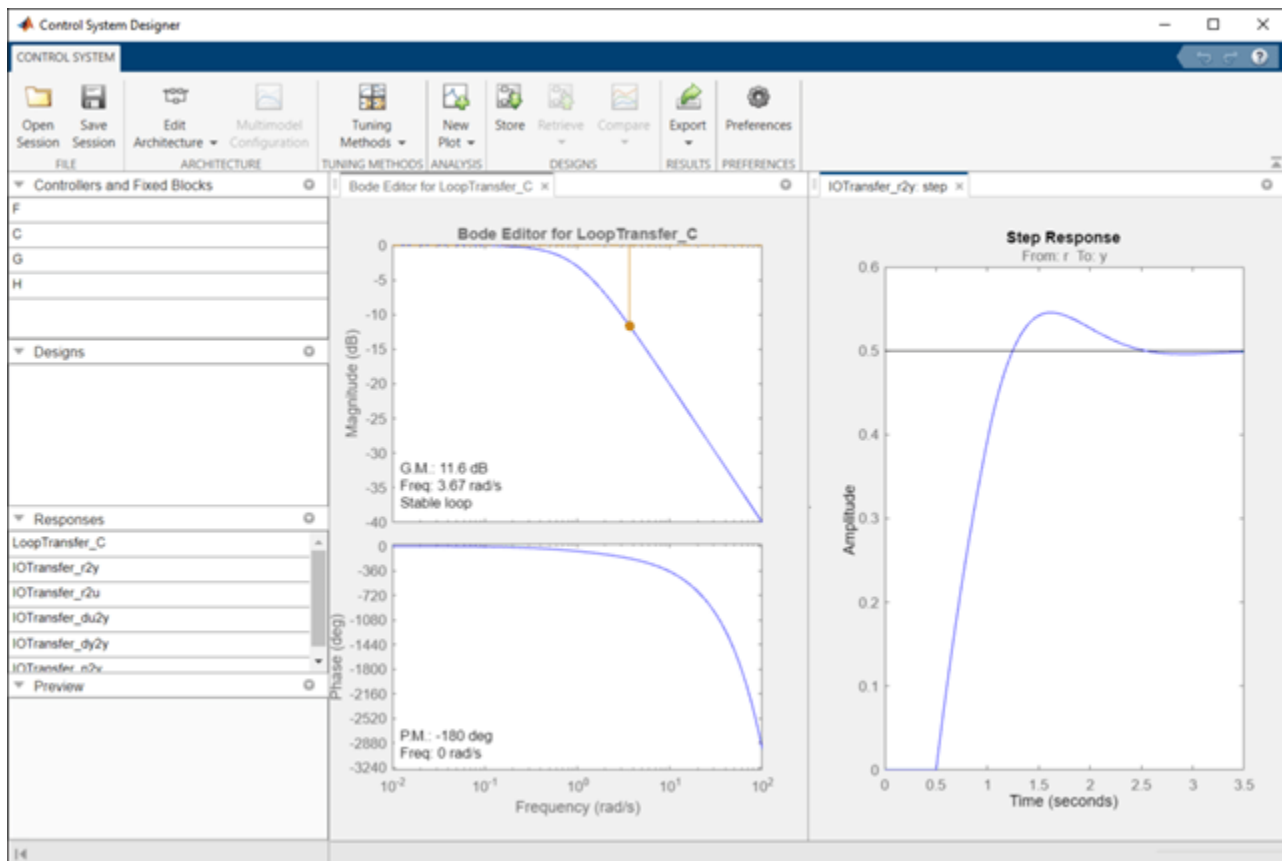 Control System Designer
CONTROL SYSTEM
?
Open Session
Save Session
Edit Architecture
Multimodel Configuration
Tuning Methods
New Plot
Store
Retrieve
Compare
Export
Preferences
FILE
ARCHITECTURE
TUNING METHODS
ANALYSIS
DESIGNS
RESULTS
PREFERENCES
Controllers and Fixed Blocks
F
C
G
H
Designs
Responses
LoopTransfer_C
IOTransfer_r2y
IOTransfer_r2u
IOTransfer_du2y
IOTransfer_dy2y
IOTransfer_n2y
Preview
Bode Editor for LoopTransfer_C
Bode Editor for LoopTransfer_C
Magnitude (dB)
0
-5
-10
-15
-20
-25
-30
-35
-40
G.M.: 11.6 dB
Freq: 3.67 rad/s
Stable loop
Phase (deg)
0
-360
-720
-1080
-1440
-1800
-2160
-2520
-2880
-3240
P.M.: -180 deg
Freq: 0 rad/s
10^-2
10^-1
10^0
10^1
10^2
Frequency (rad/s)
IOTransfer_r2y: step
Step Response
From: r To: y
Amplitude
0.6
0.5
0.4
0.3
0.2
0.1
0
0
0.5
1
1.5
2
2.5
3
3.5
Time (seconds)